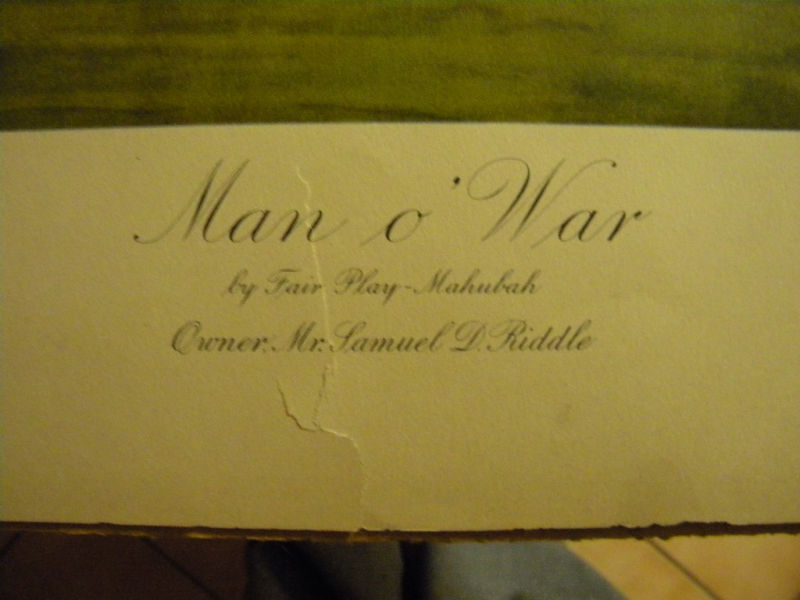 Man o' War
by Fair Play-Mahubah
Owner, Mr. Samuel D. Riddle